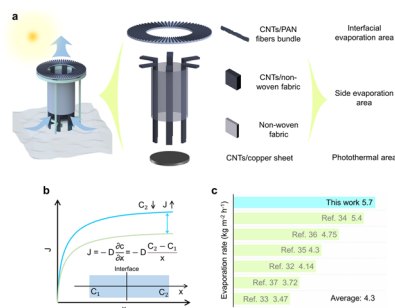 a
CNTs/PAN
fibers bundle
Interfacial
evaporation area
CNTs/non-
woven fabric
Side evaporation
area
Non-woven
fabric
CNTs/copper sheet
Photothermal area
b
C₂ ↓ J ↑
J
J = − D ∂c/∂x = − D (C₂ − C₁)/x
Interface
C₁ C₂ x
c
Evaporation rate (kg m⁻² h⁻¹)
This work 5.7
Ref. 34 5.4
Ref. 36 4.75
Ref. 35 4.3
Ref. 32 4.14
Ref. 37 3.72
Ref. 33 3.47
Average: 4.3